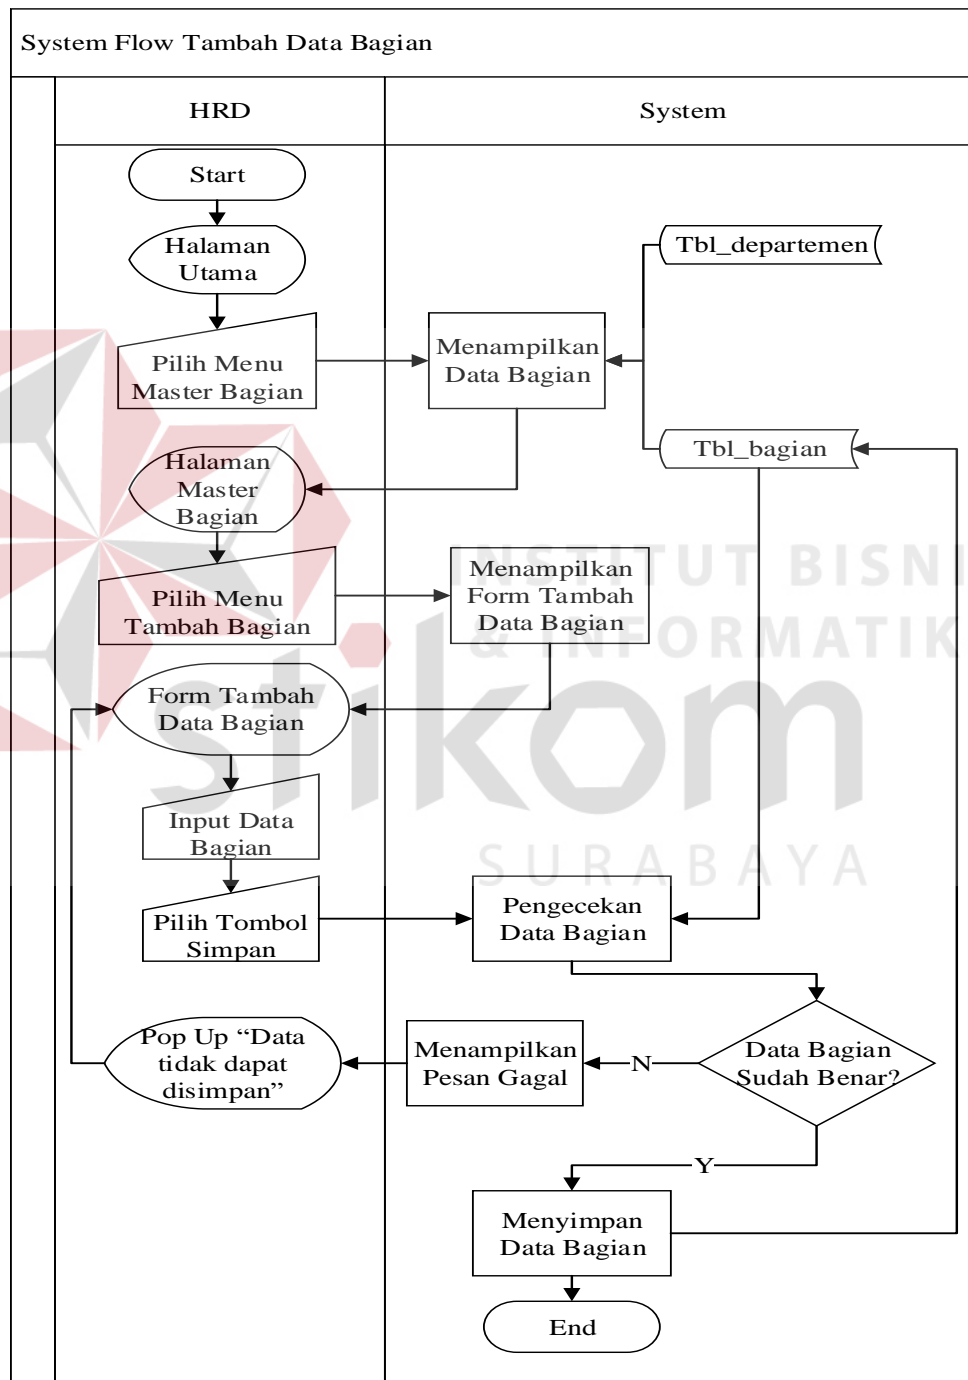 System Flow Tambah Data Bagian
HRD
System
Start
Halaman
Utama
Tbl_departemen
Pilih Menu
Master Bagian
Menampilkan
Data Bagian
Tbl_bagian
Halaman
Master
Bagian
Pilih Menu
Tambah Bagian
Menampilkan
Form Tambah
Data Bagian
INSTITUT BISNI
& INFORMATIK
stikom
SURABAYA
Form Tambah
Data Bagian
Input Data
Bagian
Pilih Tombol
Simpan
Pengecekan
Data Bagian
Data Bagian
Sudah Benar?
N
Menampilkan
Pesan Gagal
Pop Up “Data
tidak dapat
disimpan”
Y
Menyimpan
Data Bagian
End